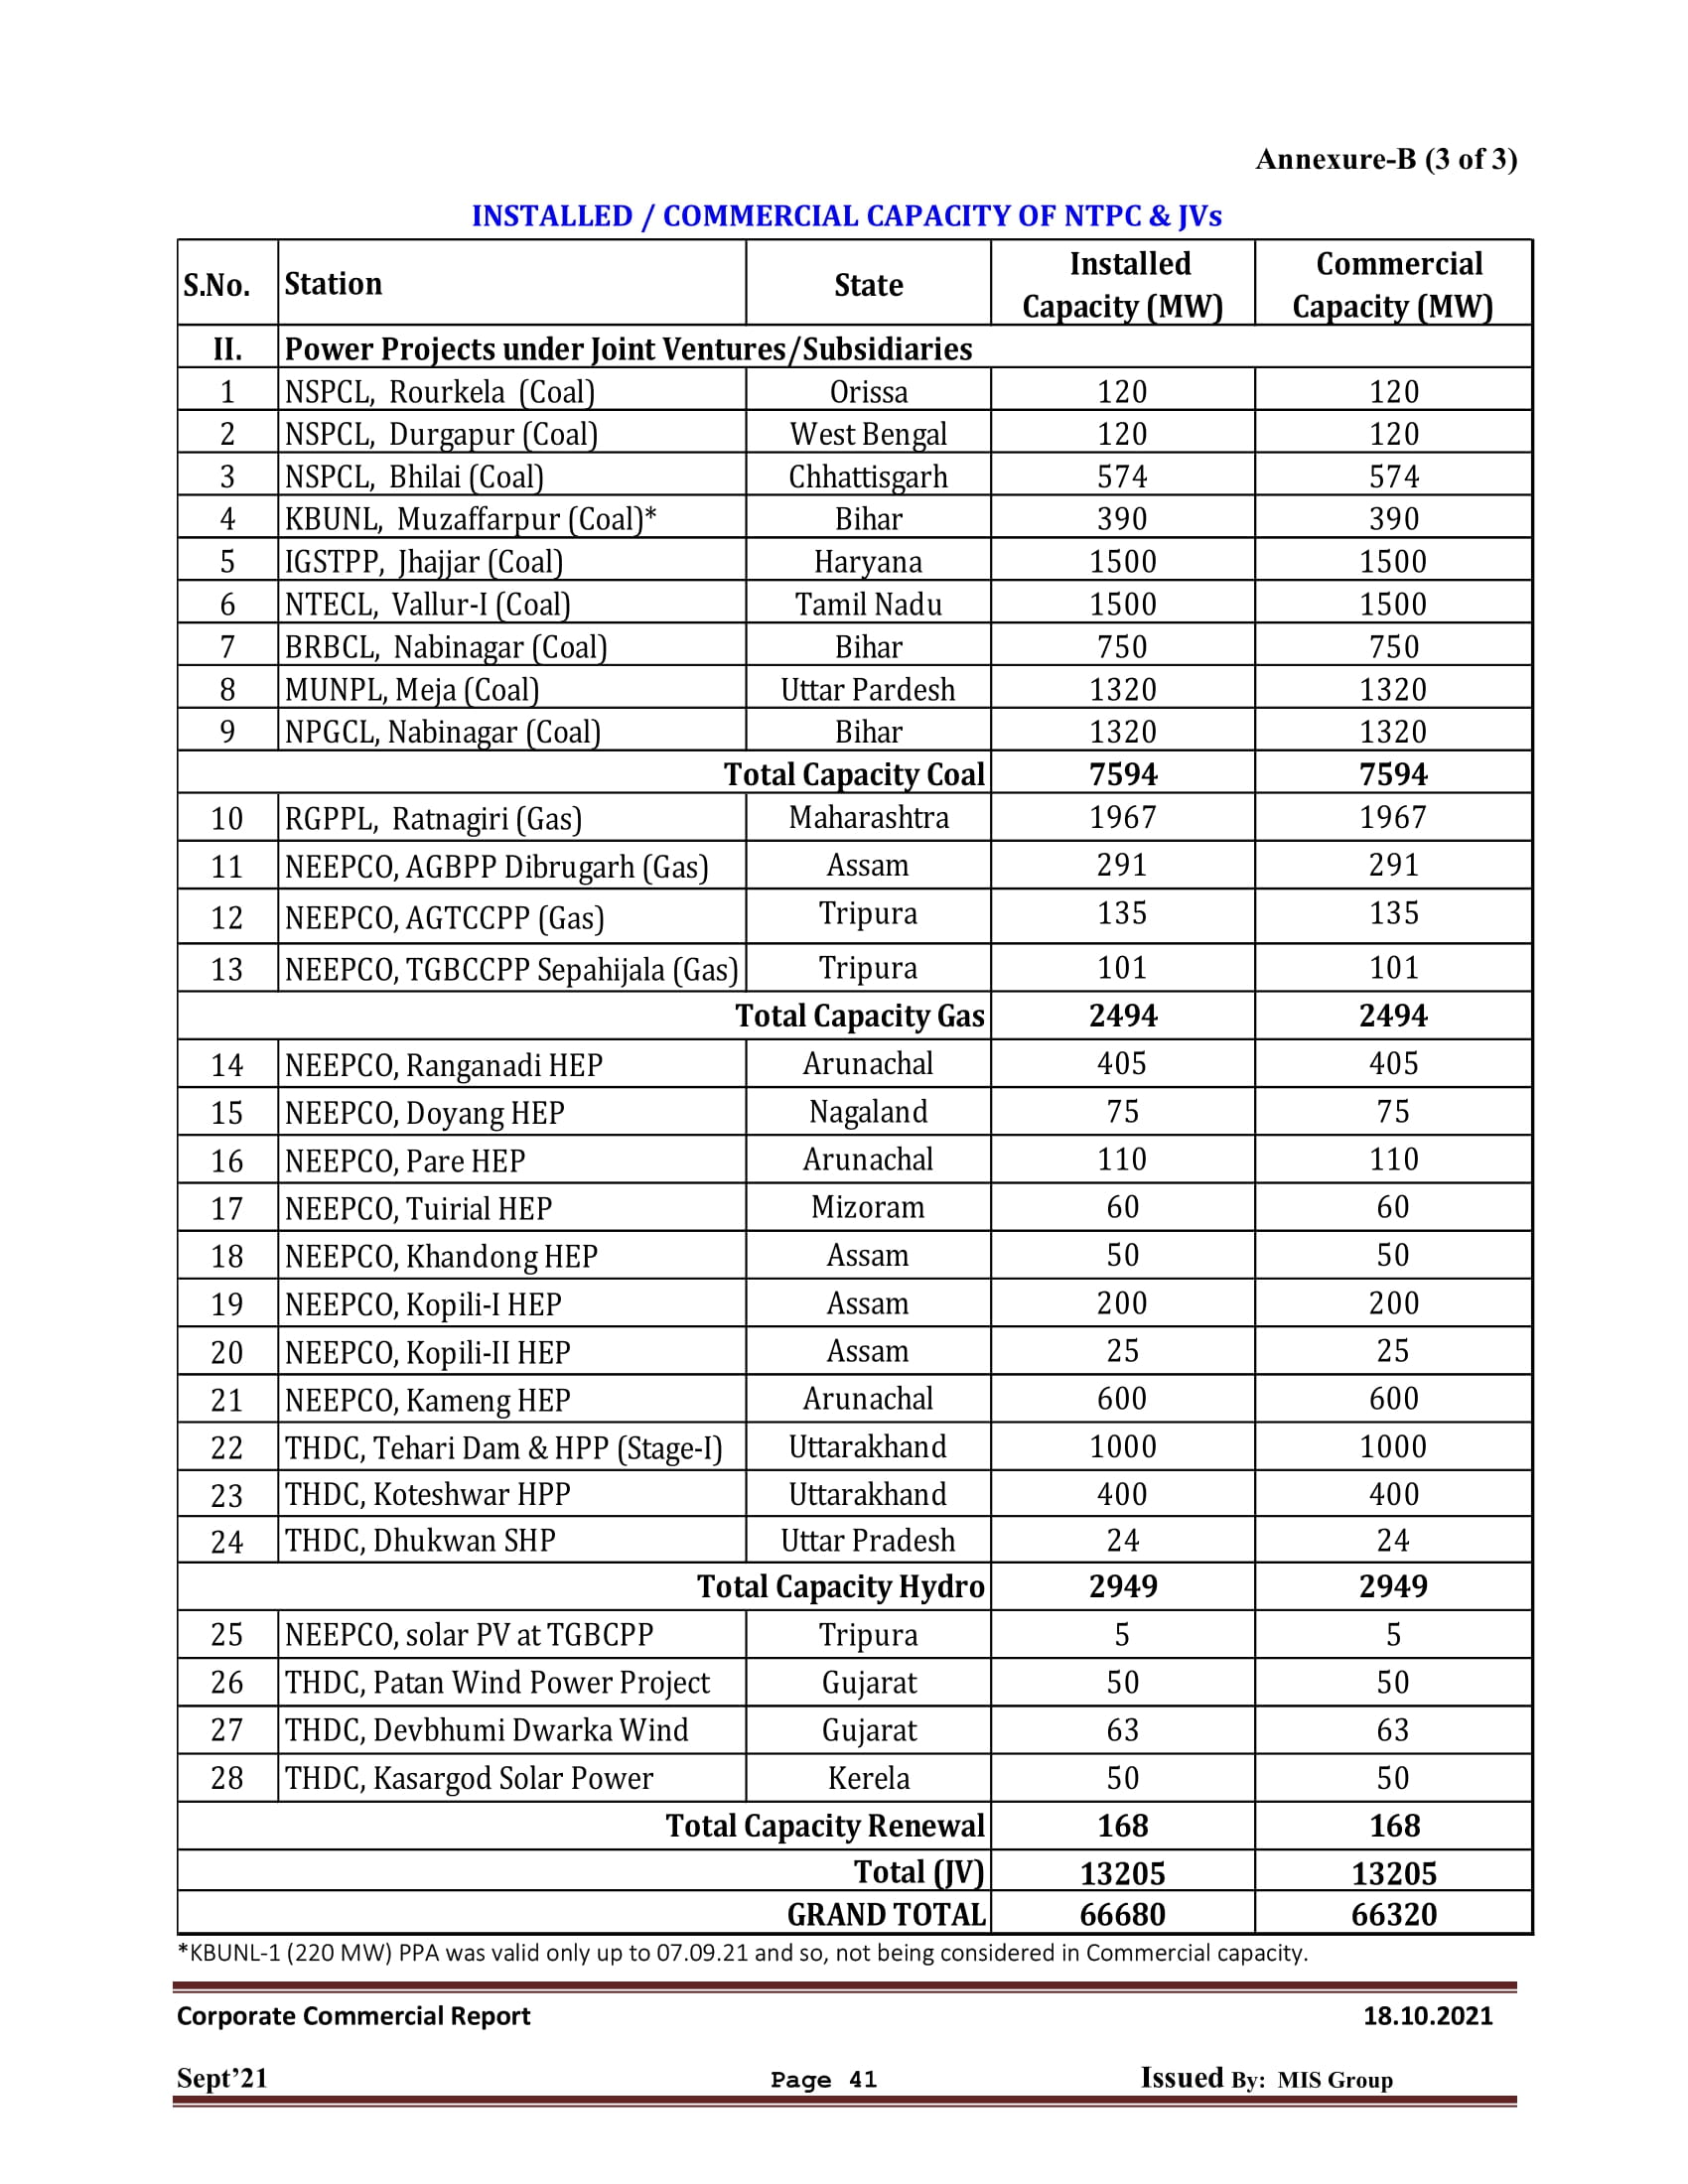 Annexure-B (3 of 3)
INSTALLED / COMMERCIAL CAPACITY OF NTPC & JVs
S.No. Station State Installed Capacity (MW) Commercial Capacity (MW)
II. Power Projects under Joint Ventures/Subsidiaries
1 NSPCL, Rourkela (Coal) Orissa 120 120
2 NSPCL, Durgapur (Coal) West Bengal 120 120
3 NSPCL, Bhilai (Coal) Chhattisgarh 574 574
4 KBUNL, Muzaffarpur (Coal)* Bihar 390 390
5 IGSTPP, Jhajjar (Coal) Haryana 1500 1500
6 NTECL, Vallur-I (Coal) Tamil Nadu 1500 1500
7 BRBCL, Nabinagar (Coal) Bihar 750 750
8 MUNPL, Meja (Coal) Uttar Pardesh 1320 1320
9 NPGCL, Nabinagar (Coal) Bihar 1320 1320
Total Capacity Coal 7594 7594
10 RGPPL, Ratnagiri (Gas) Maharashtra 1967 1967
11 NEEPCO, AGBPP Dibrugarh (Gas) Assam 291 291
12 NEEPCO, AGTCCPP (Gas) Tripura 135 135
13 NEEPCO, TGBCCPP Sepahijala (Gas) Tripura 101 101
Total Capacity Gas 2494 2494
14 NEEPCO, Ranganadi HEP Arunachal 405 405
15 NEEPCO, Doyang HEP Nagaland 75 75
16 NEEPCO, Pare HEP Arunachal 110 110
17 NEEPCO, Tuirial HEP Mizoram 60 60
18 NEEPCO, Khandong HEP Assam 50 50
19 NEEPCO, Kopili-I HEP Assam 200 200
20 NEEPCO, Kopili-II HEP Assam 25 25
21 NEEPCO, Kameng HEP Arunachal 600 600
22 THDC, Tehari Dam & HPP (Stage-I) Uttarakhand 1000 1000
23 THDC, Koteshwar HPP Uttarakhand 400 400
24 THDC, Dhukwan SHP Uttar Pradesh 24 24
Total Capacity Hydro 2949 2949
25 NEEPCO, solar PV at TGBCPP Tripura 5 5
26 THDC, Patan Wind Power Project Gujarat 50 50
27 THDC, Devbhumi Dwarka Wind Gujarat 63 63
28 THDC, Kasargod Solar Power Kerela 50 50
Total Capacity Renewal 168 168
Total (JV) 13205 13205
GRAND TOTAL 66680 66320
*KBUNL-1 (220 MW) PPA was valid only up to 07.09.21 and so, not being considered in Commercial capacity.
Corporate Commercial Report 18.10.2021
Sept’21 Page 41 Issued By: MIS Group